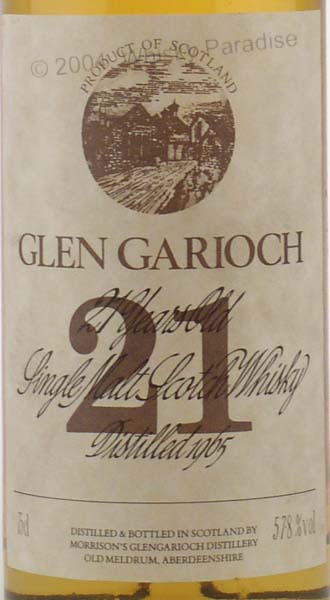 © 200 Whisky Paradise
PRODUCT OF SCOTLAND
GLEN GARIOCH
21
21 Years Old
Single Malt Scotch Whisky
Distilled 1965
75cl 57.8%vol
DISTILLED & BOTTLED IN SCOTLAND BY
MORRISON'S GLENGARIOCH DISTILLERY
OLD MELDRUM, ABERDEENSHIRE